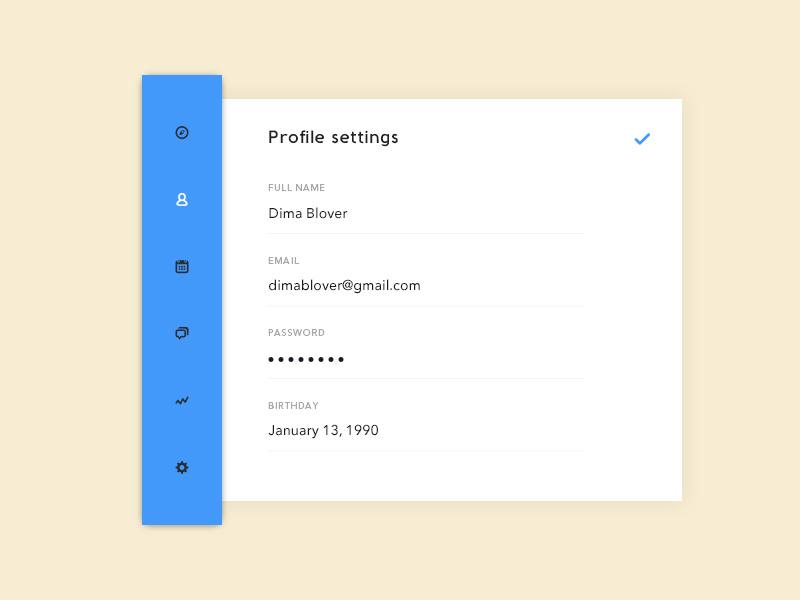 Profile settings
FULL NAME
Dima Blover
EMAIL
dimablover@gmail.com
PASSWORD
••••••••
BIRTHDAY
January 13, 1990